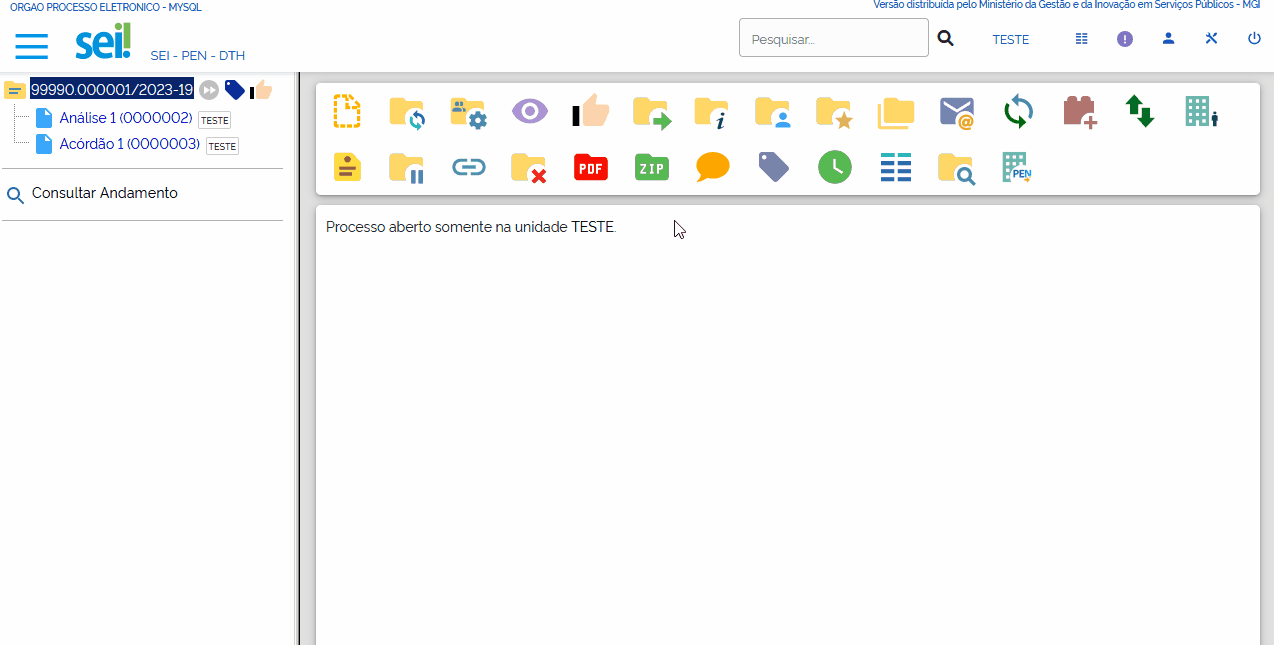 ORGAO PROCESSO ELETRONICO - MYSQL
Versão distribuída pelo Ministério da Gestão e da Inovação em Serviços Públicos - MGI
sei!
SEI - PEN - DTH
Pesquisar...
TESTE
99990.000001/2023-19
Análise 1 (0000002) TESTE
Acórdão 1 (0000003) TESTE
Consultar Andamento
PDF
ZIP
PEN
Processo aberto somente na unidade TESTE.